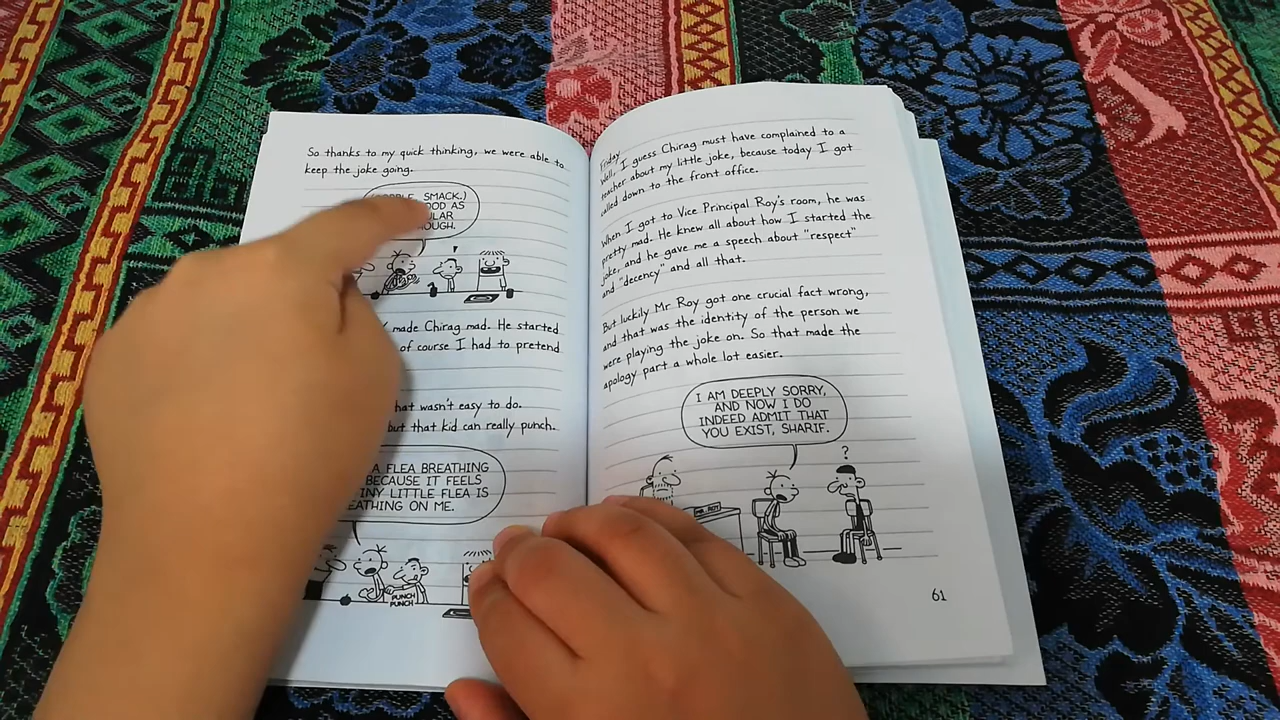 So thanks to my quick thinking, we were able to
keep the joke going.
SMACK.)
OOD AS
ULAR
OUGH.
made Chirag mad. He started
of course I had to pretend
hat wasn't easy to do.
but that kid can really punch.
A FLEA BREATHING
BECAUSE IT FEELS
INY LITTLE FLEA IS
EATHING ON ME.
PUNCH
PUNCH
Friday
Well, I guess Chirag must have complained to a
teacher about my little joke, because today I got
called down to the front office.
When I got to Vice Principal Roy's room, he was
pretty mad. He knew all about how I started the
joke, and he gave me a speech about "respect"
and "decency" and all that.
But luckily Mr Roy got one crucial fact wrong,
and that was the identity of the person we
were playing the joke on. So that made the
apology part a whole lot easier.
I AM DEEPLY SORRY,
AND NOW I DO
INDEED ADMIT THAT
YOU EXIST, SHARIF.
?
MR. ROY
61